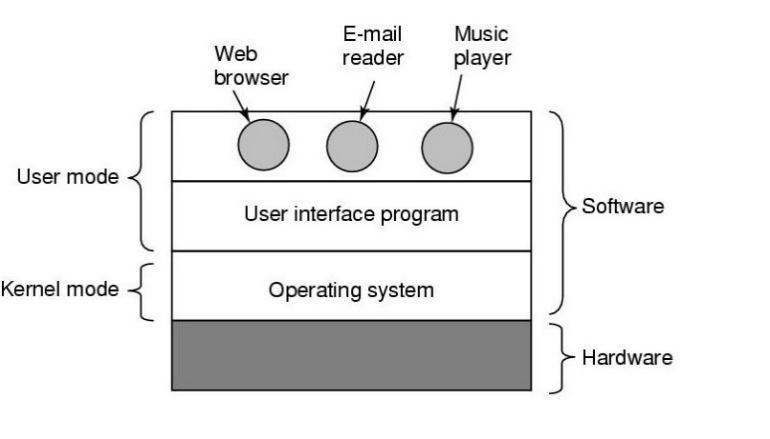 Web
browser
E-mail
reader
Music
player
User mode
User interface program
Software
Kernel mode
Operating system
Hardware